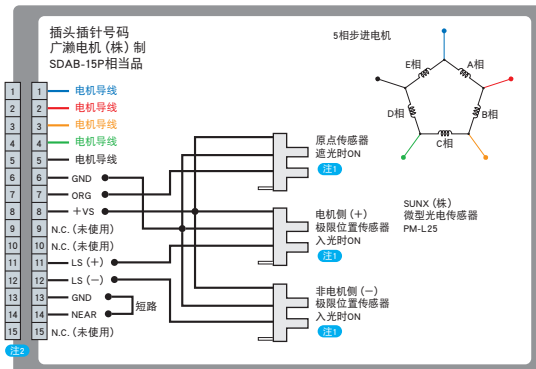 插头插针号码
广濑电机（株）制
SDAB-15P相当品
5相步进电机
E相
A相
D相
B相
C相
1 1 电机导线
2 2 电机导线
3 3 电机导线
4 4 电机导线
5 5 电机导线
6 6 GND
7 7 ORG
8 8 +VS
9 9 N.C.（未使用）
10 10 N.C.（未使用）
11 11 LS（+）
12 12 LS（−）
13 13 GND
14 14 NEAR
短路
15 15 N.C.（未使用）
注2
原点传感器
遮光时ON
注1
电机侧（+）
极限位置传感器
入光时ON
注1
非电机侧（−）
极限位置传感器
入光时ON
注1
SUNX（株）
微型光电传感器
PM-L25